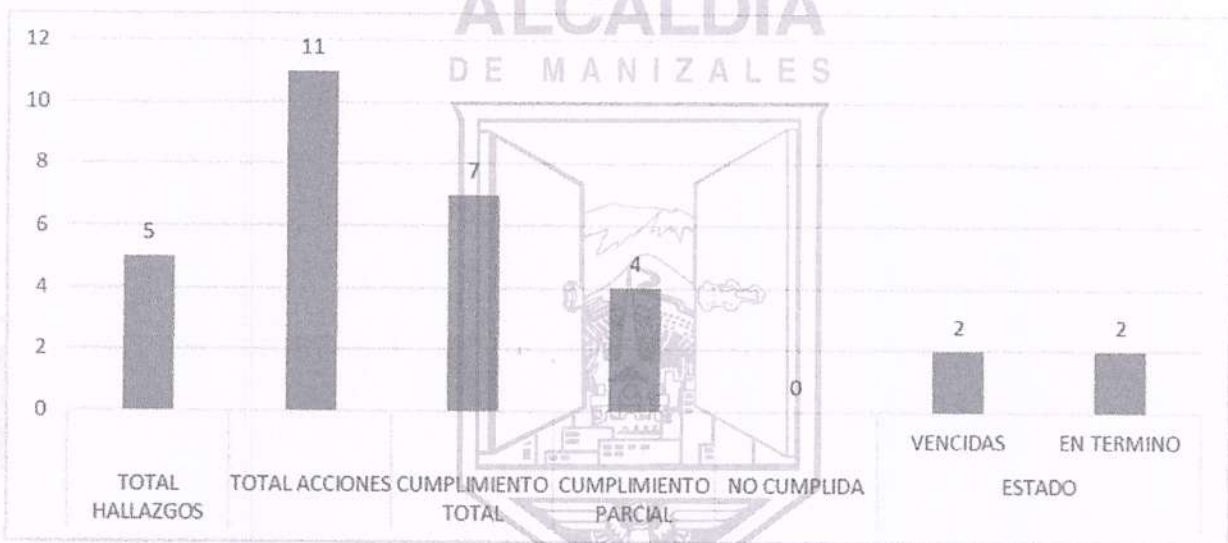 ALCALDÍA
DE MANIZALES
12
10
8
6
4
2
0
5
11
7
4
0
2
2
VENCIDAS EN TERMINO
TOTAL TOTAL ACCIONES CUMPLIMIENTO CUMPLIMIENTO NO CUMPLIDA ESTADO
HALLAZGOS TOTAL PARCIAL